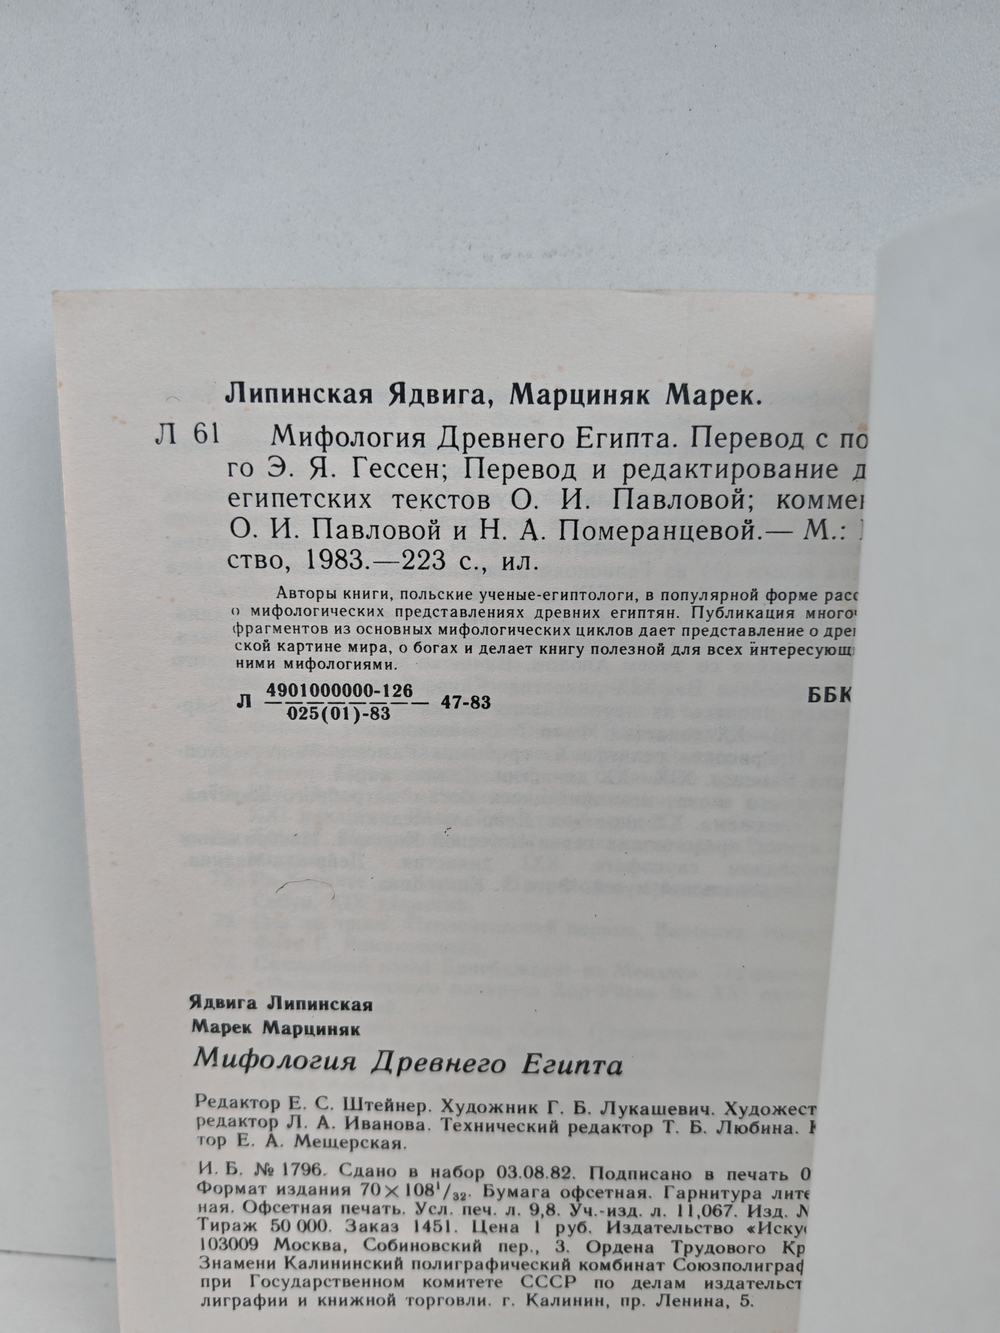 Липинская Ядвига, Марциняк Марек.
Л 61 Мифология Древнего Египта. Перевод с по
го Э. Я. Гессен; Перевод и редактирование д
египетских текстов О. И. Павловой; коммен
О. И. Павловой и Н. А. Померанцевой.— М.:
ство, 1983.—223 с., ил.
Авторы книги, польские ученые-египтологи, в популярной форме расс
о мифологических представлениях древних египтян. Публикация много
фрагментов из основных мифологических циклов дает представление о дре
ской картине мира, о богах и делает книгу полезной для всех интересующи
ними мифологиями.
Л 4901000000-126 47-83 ББК
025(01)-83
Ядвига Липинская
Марек Марциняк
Мифология Древнего Египта
Редактор Е. С. Штейнер. Художник Г. Б. Лукашевич. Художест
редактор Л. А. Иванова. Технический редактор Т. Б. Любина. К
тор Е. А. Мещерская.
И. Б. № 1796. Сдано в набор 03.08.82. Подписано в печать 0
Формат издания 70×108¹/₃₂. Бумага офсетная. Гарнитура лите
ная. Офсетная печать. Усл. печ. л. 9,8. Уч.-изд. л. 11,067. Изд. №
Тираж 50 000. Заказ 1451. Цена 1 руб. Издательство «Иску
103009 Москва, Собиновский пер., 3. Ордена Трудового Кр
Знамени Калининский полиграфический комбинат Союзполиграф
при Государственном комитете СССР по делам издательст
лиграфии и книжной торговли. г. Калинин, пр. Ленина, 5.